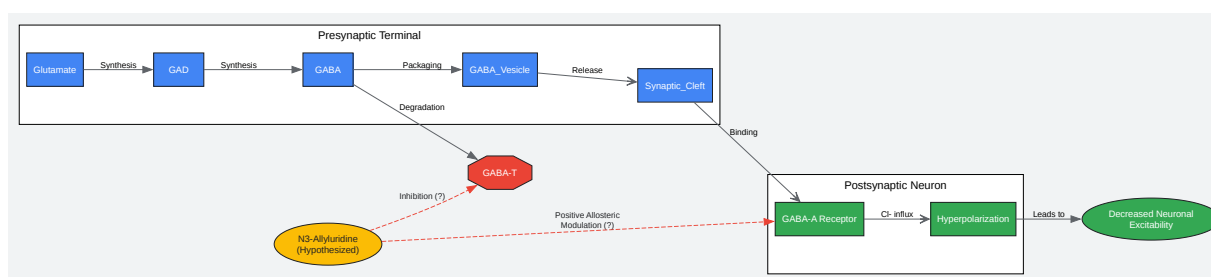 Presynaptic Terminal
Glutamate
Synthesis
GAD
Synthesis
GABA
Packaging
GABA_Vesicle
Release
Synaptic_Cleft
Degradation
Binding
GABA-T
Inhibition (?)
N3-Allyluridine
(Hypothesized)
Positive Allosteric
Modulation (?)
Postsynaptic Neuron
GABA-A Receptor
Cl- influx
Hyperpolarization
Leads to
Decreased Neuronal
Excitability